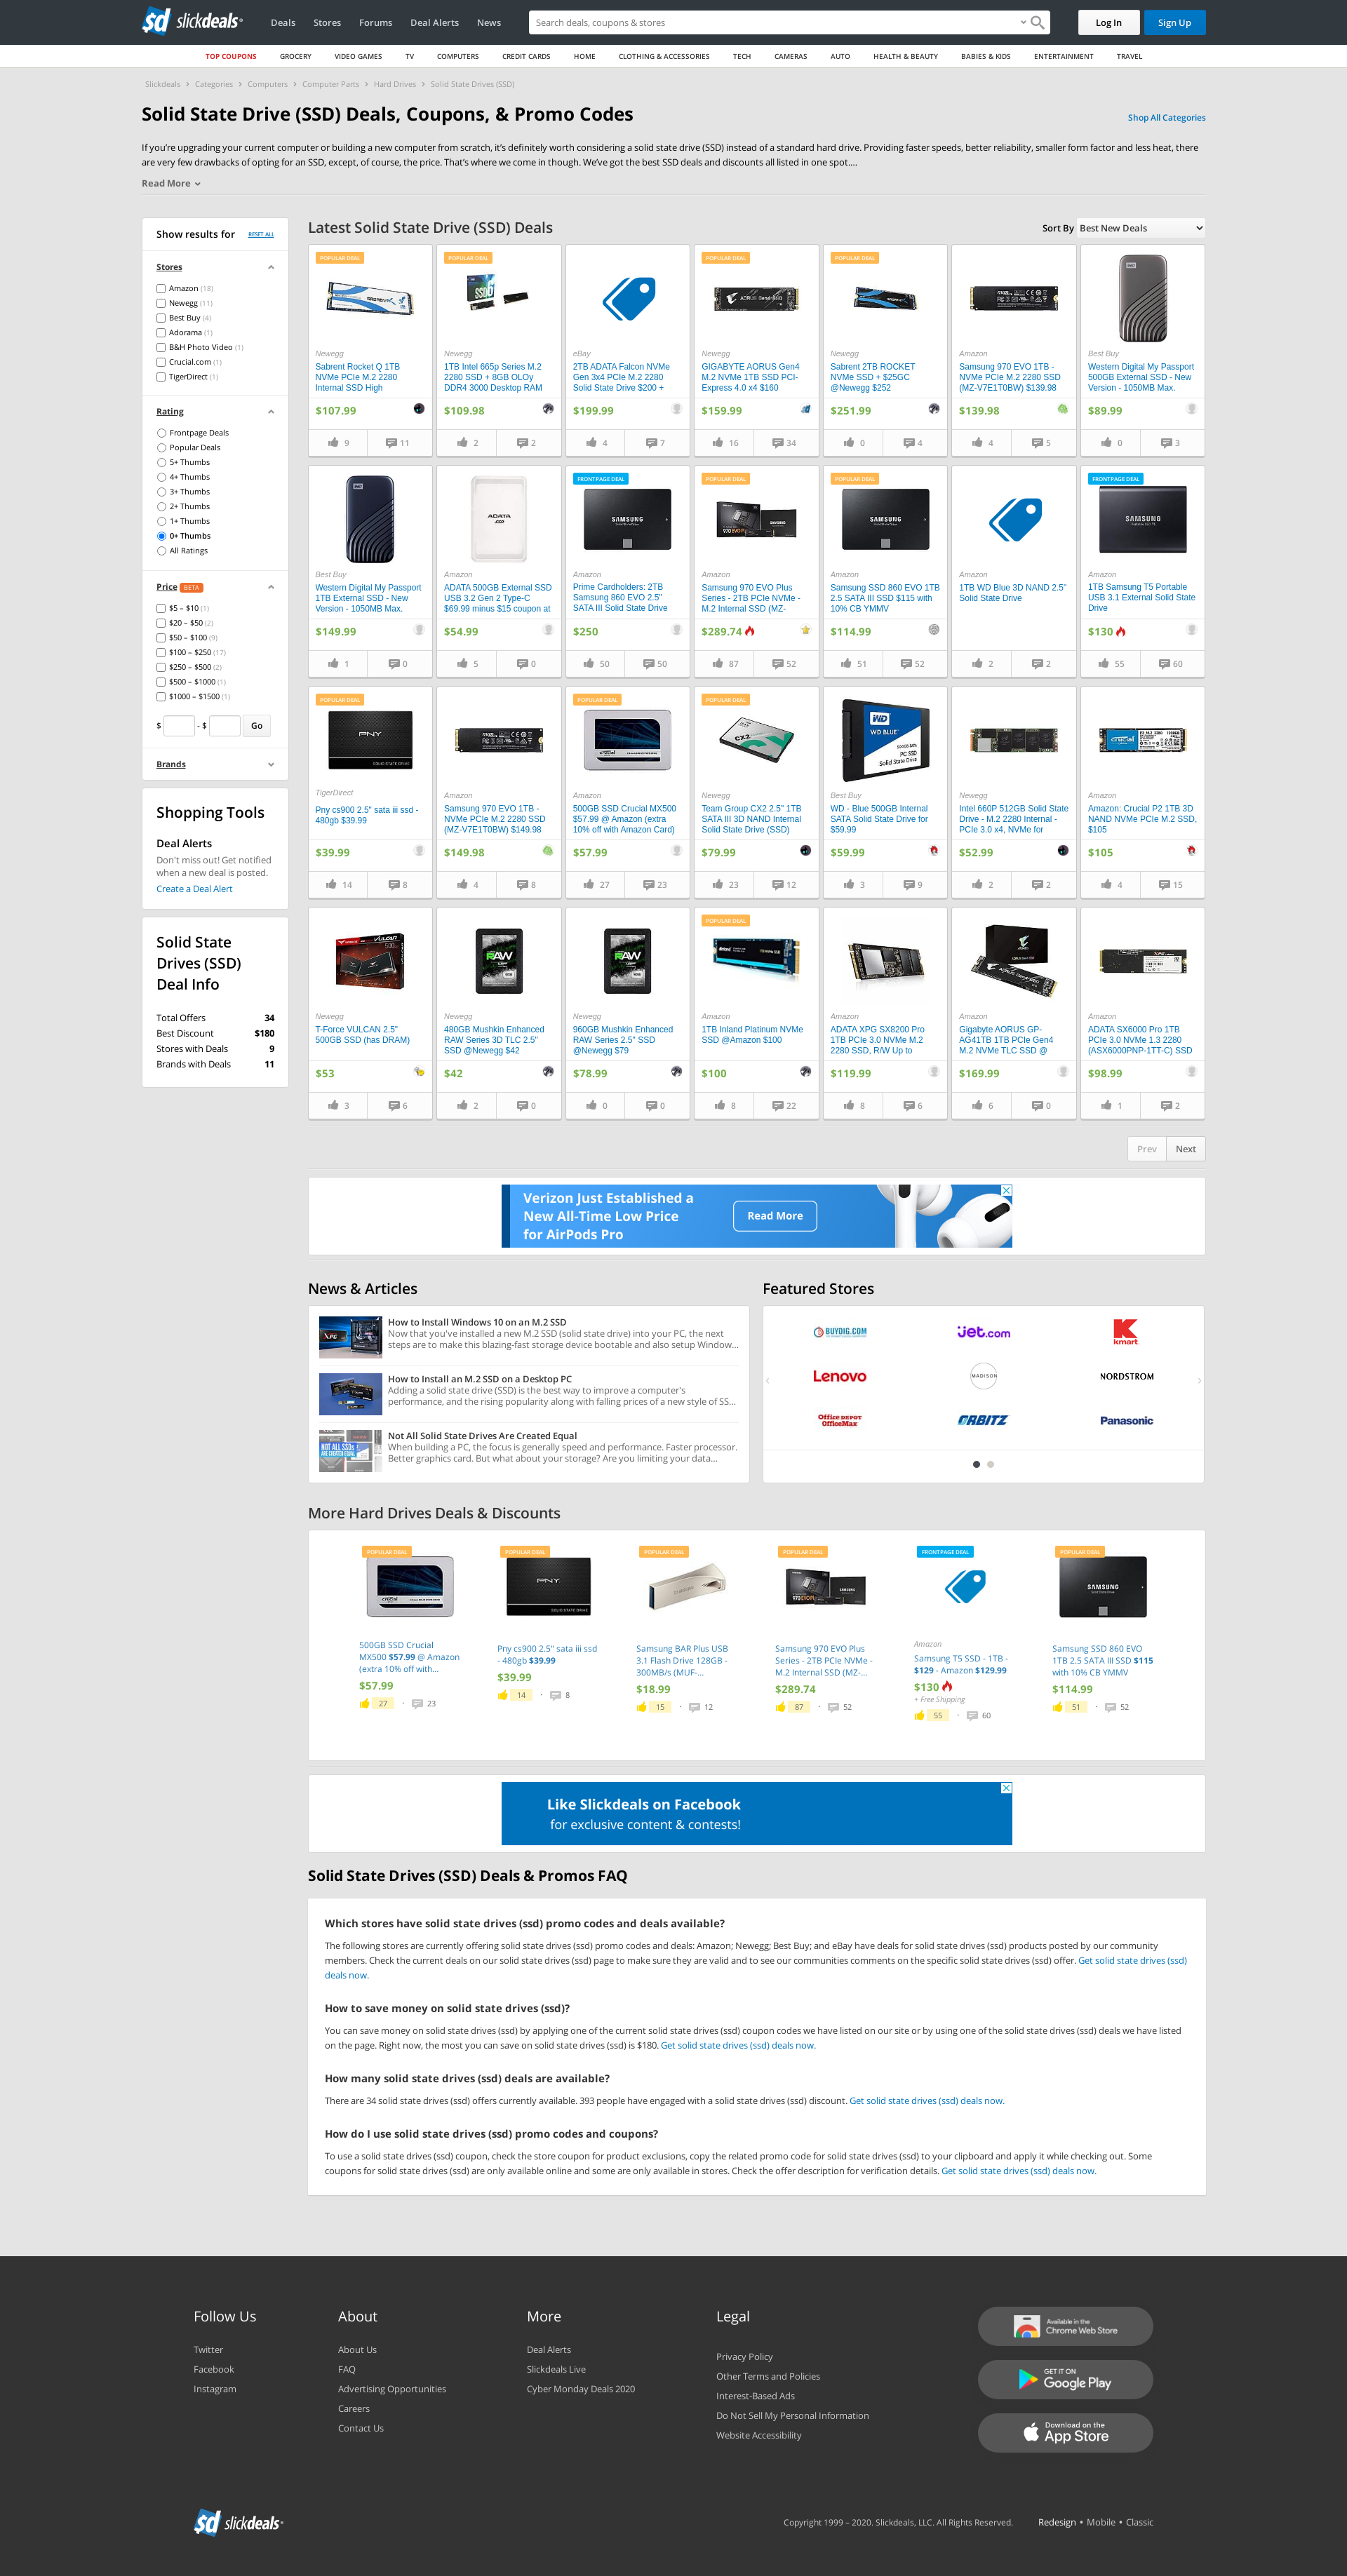 slickdeals
Deals
Stores
Forums
Deal Alerts
News
Search deals, coupons & stores
Log In
Sign Up
TOP COUPONS
GROCERY
VIDEO GAMES
TV
COMPUTERS
CREDIT CARDS
HOME
CLOTHING & ACCESSORIES
TECH
CAMERAS
AUTO
HEALTH & BEAUTY
BABIES & KIDS
ENTERTAINMENT
TRAVEL
Slickdeals > Categories > Computers > Computer Parts > Hard Drives > Solid State Drives (SSD)
Solid State Drive (SSD) Deals, Coupons, & Promo Codes
Shop All Categories
If you're upgrading your current computer or building a new computer from scratch, it's definitely worth considering a solid state drive (SSD) instead of a standard hard drive. Providing faster speeds, better reliability, smaller form factor and less heat, there
are very few drawbacks of opting for an SSD, except, of course, the price. That's where we come in though. We've got the best SSD deals and discounts all listed in one spot....
Read More
Show results for
RESET ALL
Stores
Amazon (18)
Newegg (11)
Best Buy (4)
Adorama (1)
B&H Photo Video (1)
Crucial.com (1)
TigerDirect (1)
Rating
Frontpage Deals
Popular Deals
5+ Thumbs
4+ Thumbs
3+ Thumbs
2+ Thumbs
1+ Thumbs
0+ Thumbs
All Ratings
Price BETA
$5 – $10 (1)
$20 – $50 (2)
$50 – $100 (9)
$100 – $250 (17)
$250 – $500 (2)
$500 – $1000 (1)
$1000 – $1500 (1)
$ - $ Go
Brands
Shopping Tools
Deal Alerts
Don't miss out! Get notified
when a new deal is posted.
Create a Deal Alert
Solid State
Drives (SSD)
Deal Info
Total Offers 34
Best Discount $180
Stores with Deals 9
Brands with Deals 11
Latest Solid State Drive (SSD) Deals
Sort By Best New Deals
POPULAR DEAL
Newegg
Sabrent Rocket Q 1TB
NVMe PCIe M.2 2280
Internal SSD High
$107.99
9 11
POPULAR DEAL
Newegg
1TB Intel 665p Series M.2
2280 SSD + 8GB OLOy
DDR4 3000 Desktop RAM
$109.98
2 2
eBay
2TB ADATA Falcon NVMe
Gen 3x4 PCIe M.2 2280
Solid State Drive $200 +
$199.99
4 7
POPULAR DEAL
Newegg
GIGABYTE AORUS Gen4
M.2 NVMe 1TB SSD PCI-
Express 4.0 x4 $160
$159.99
16 34
POPULAR DEAL
Newegg
Sabrent 2TB ROCKET
NVMe SSD + $25GC
@Newegg $252
$251.99
0 4
Amazon
Samsung 970 EVO 1TB -
NVMe PCIe M.2 2280 SSD
(MZ-V7E1T0BW) $139.98
$139.98
4 5
Best Buy
Western Digital My Passport
500GB External SSD - New
Version - 1050MB Max.
$89.99
0 3
Best Buy
Western Digital My Passport
1TB External SSD - New
Version - 1050MB Max.
$149.99
1 0
ADATA
Amazon
ADATA 500GB External SSD
USB 3.2 Gen 2 Type-C
$69.99 minus $15 coupon at
$54.99
5 0
FRONTPAGE DEAL
SAMSUNG
Amazon
Prime Cardholders: 2TB
Samsung 860 EVO 2.5"
SATA III Solid State Drive
$250
50 50
POPULAR DEAL
Amazon
Samsung 970 EVO Plus
Series - 2TB PCIe NVMe -
M.2 Internal SSD (MZ-
$289.74
87 52
POPULAR DEAL
SAMSUNG
Amazon
Samsung SSD 860 EVO 1TB
2.5 SATA III SSD $115 with
10% CB YMMV
$114.99
51 52
Amazon
1TB WD Blue 3D NAND 2.5"
Solid State Drive
2 2
FRONTPAGE DEAL
SAMSUNG
Amazon
1TB Samsung T5 Portable
USB 3.1 External Solid State
Drive
$130
55 60
POPULAR DEAL
PNY
SOLID STATE DRIVE
TigerDirect
Pny cs900 2.5" sata iii ssd -
480gb $39.99
$39.99
14 8
Amazon
Samsung 970 EVO 1TB -
NVMe PCIe M.2 2280 SSD
(MZ-V7E1T0BW) $149.98
$149.98
4 8
POPULAR DEAL
crucial
Amazon
500GB SSD Crucial MX500
$57.99 @ Amazon (extra
10% off with Amazon Card)
$57.99
27 23
POPULAR DEAL
CX2
Newegg
Team Group CX2 2.5" 1TB
SATA III 3D NAND Internal
Solid State Drive (SSD)
$79.99
23 12
WD
WD BLUE
PC SSD
Solid State Drive
Best Buy
WD - Blue 500GB Internal
SATA Solid State Drive for
$59.99
$59.99
3 9
Newegg
Intel 660P 512GB Solid State
Drive - M.2 2280 Internal -
PCIe 3.0 x4, NVMe for
$52.99
2 2
crucial
Amazon
Amazon: Crucial P2 1TB 3D
NAND NVMe PCIe M.2 SSD,
$105
$105
4 15
VULCAN
Newegg
T-Force VULCAN 2.5"
500GB SSD (has DRAM)
$53
3 6
RAW
Newegg
480GB Mushkin Enhanced
RAW Series 3D TLC 2.5"
SSD @Newegg $42
$42
2 0
RAW
Newegg
960GB Mushkin Enhanced
RAW Series 2.5" SSD
@Newegg $79
$78.99
0 0
POPULAR DEAL
Amazon
1TB Inland Platinum NVMe
SSD @Amazon $100
$100
8 22
Amazon
ADATA XPG SX8200 Pro
1TB PCIe 3.0 NVMe M.2
2280 SSD, R/W Up to
$119.99
8 6
Amazon
Gigabyte AORUS GP-
AG41TB 1TB PCIe Gen4
M.2 NVMe TLC SSD @
$169.99
6 0
Amazon
ADATA SX6000 Pro 1TB
PCIe 3.0 NVMe 1.3 2280
(ASX6000PNP-1TT-C) SSD
$98.99
1 2
Prev
Next
Verizon Just Established a
New All-Time Low Price
for AirPods Pro
Read More
News & Articles
How to Install Windows 10 on an M.2 SSD
Now that you've installed a new M.2 SSD (solid state drive) into your PC, the next
steps are to make this blazing-fast storage device bootable and also setup Window...
How to Install an M.2 SSD on a Desktop PC
Adding a solid state drive (SSD) is the best way to improve a computer's
performance, and the rising popularity along with falling prices of a new style of SS...
NOT ALL SSDs
ARE CREATED EQUAL
Not All Solid State Drives Are Created Equal
When building a PC, the focus is generally speed and performance. Faster processor.
Better graphics card. But what about your storage? Are you limiting your data...
Featured Stores
BUYDIG.COM
Jet.com
kmart
Lenovo
MADISON
NORDSTROM
Office DEPOT
OfficeMax
ORBITZ
Panasonic
More Hard Drives Deals & Discounts
POPULAR DEAL
crucial
500GB SSD Crucial
MX500 $57.99 @ Amazon
(extra 10% off with...
$57.99
27 · 23
POPULAR DEAL
PNY
SOLID STATE DRIVE
Pny cs900 2.5" sata iii ssd
- 480gb $39.99
$39.99
14 · 8
POPULAR DEAL
SAMSUNG
Samsung BAR Plus USB
3.1 Flash Drive 128GB -
300MB/s (MUF-...
$18.99
15 · 12
POPULAR DEAL
Samsung 970 EVO Plus
Series - 2TB PCIe NVMe -
M.2 Internal SSD (MZ-...
$289.74
87 · 52
FRONTPAGE DEAL
Amazon
Samsung T5 SSD - 1TB -
$129 - Amazon $129.99
$130
+ Free Shipping
55 · 60
POPULAR DEAL
SAMSUNG
Samsung SSD 860 EVO
1TB 2.5 SATA III SSD $115
with 10% CB YMMV
$114.99
51 · 52
Like Slickdeals on Facebook
for exclusive content & contests!
Solid State Drives (SSD) Deals & Promos FAQ
Which stores have solid state drives (ssd) promo codes and deals available?
The following stores are currently offering solid state drives (ssd) promo codes and deals: Amazon; Newegg; Best Buy; and eBay have deals for solid state drives (ssd) products posted by our community
members. Check the current deals on our solid state drives (ssd) page to make sure they are valid and to see our communities comments on the specific solid state drives (ssd) offer. Get solid state drives (ssd)
deals now.
How to save money on solid state drives (ssd)?
You can save money on solid state drives (ssd) by applying one of the current solid state drives (ssd) coupon codes we have listed on our site or by using one of the solid state drives (ssd) deals we have listed
on the page. Right now, the most you can save on solid state drives (ssd) is $180. Get solid state drives (ssd) deals now.
How many solid state drives (ssd) deals are available?
There are 34 solid state drives (ssd) offers currently available. 393 people have engaged with a solid state drives (ssd) discount. Get solid state drives (ssd) deals now.
How do I use solid state drives (ssd) promo codes and coupons?
To use a solid state drives (ssd) coupon, check the store coupon for product exclusions, copy the related promo code for solid state drives (ssd) to your clipboard and apply it while checking out. Some
coupons for solid state drives (ssd) are only available online and some are only available in stores. Check the offer description for verification details. Get solid state drives (ssd) deals now.
Follow Us
Twitter
Facebook
Instagram
About
About Us
FAQ
Advertising Opportunities
Careers
Contact Us
More
Deal Alerts
Slickdeals Live
Cyber Monday Deals 2020
Legal
Privacy Policy
Other Terms and Policies
Interest-Based Ads
Do Not Sell My Personal Information
Website Accessibility
Available in the
Chrome Web Store
GET IT ON
Google Play
Download on the
App Store
slickdeals
Copyright 1999 – 2020. Slickdeals, LLC. All Rights Reserved.
Redesign • Mobile • Classic